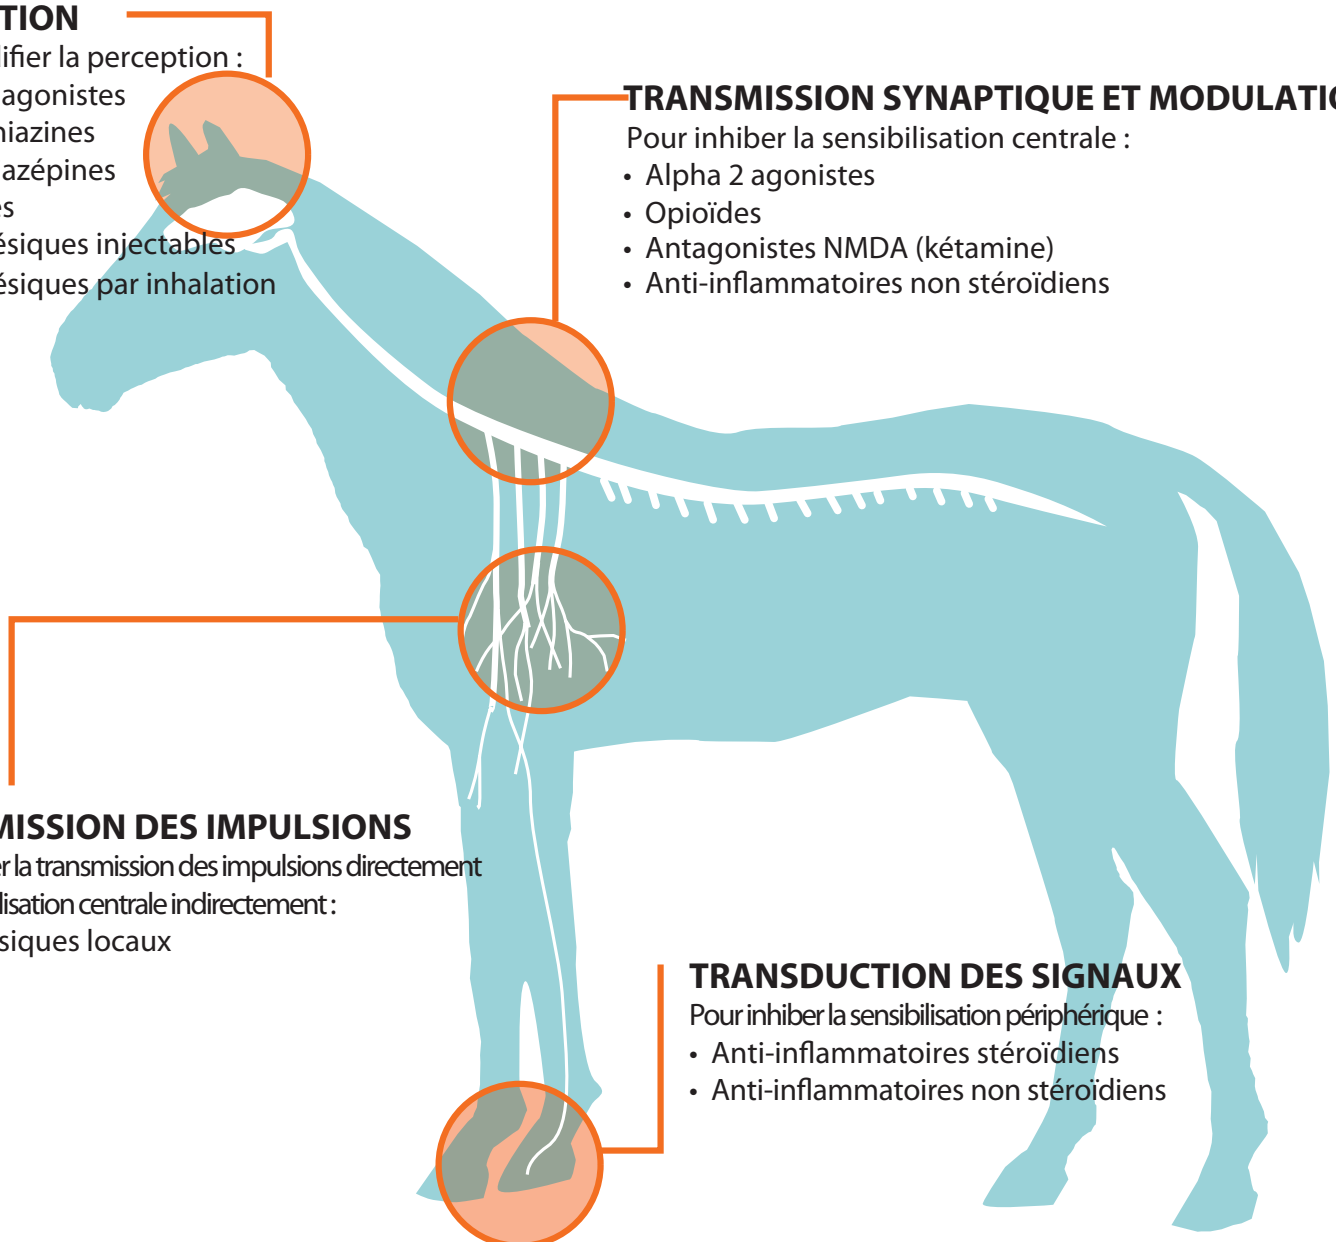 TION
ifier la perception :
agonistes
niazines
azépines
es
ésiques injectables
ésiques par inhalation
TRANSMISSION SYNAPTIQUE ET MODULATIO
Pour inhiber la sensibilisation centrale :
• Alpha 2 agonistes
• Opioïdes
• Antagonistes NMDA (kétamine)
• Anti-inflammatoires non stéroïdiens
MISSION DES IMPULSIONS
er la transmission des impulsions directement
lisation centrale indirectement :
siques locaux
TRANSDUCTION DES SIGNAUX
Pour inhiber la sensibilisation périphérique :
• Anti-inflammatoires stéroïdiens
• Anti-inflammatoires non stéroïdiens